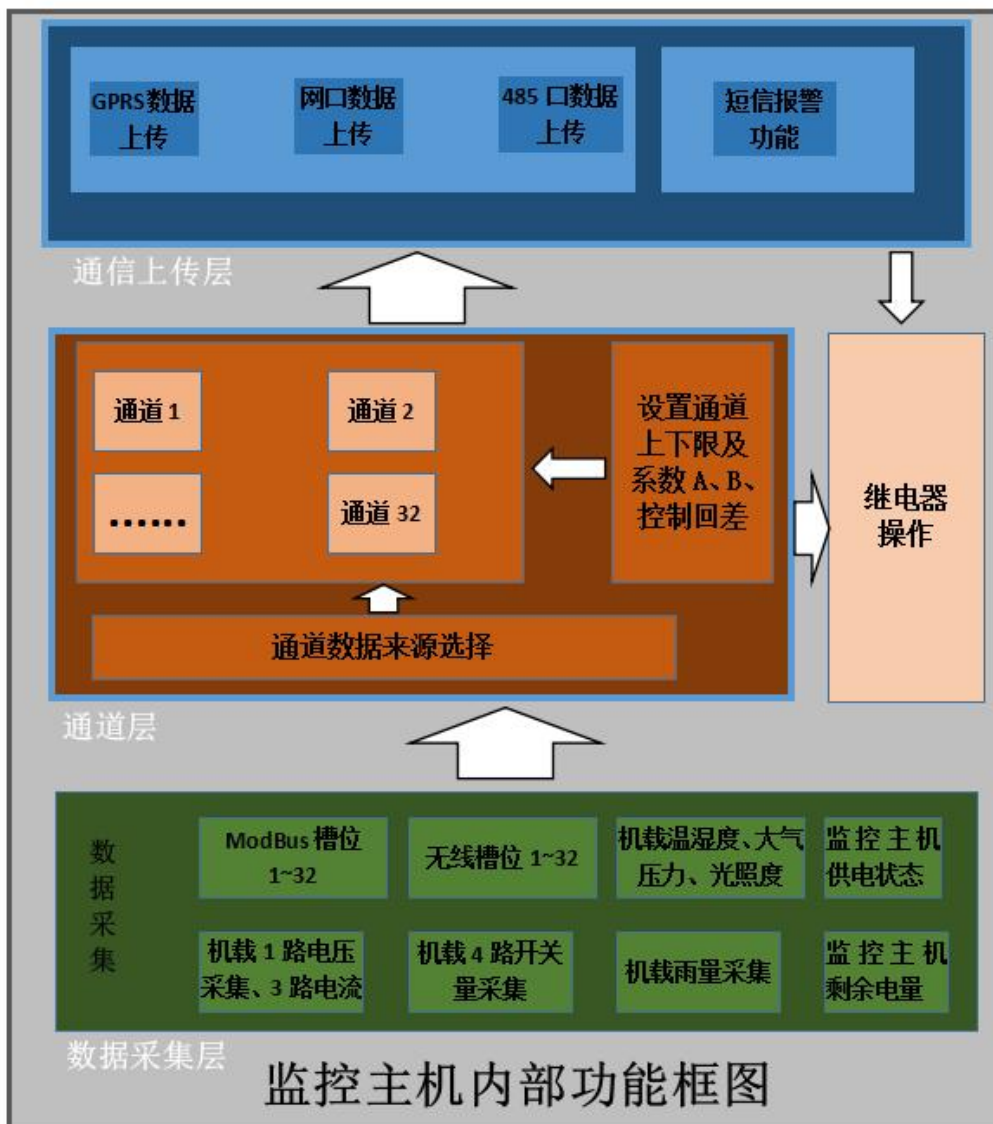 GPRS数据
上传
网口数据
上传
485 口数据
上传
短信报警
功能
通信上传层
通道 1
通道 2
……
通道 32
设置通道
上下限及
系数 A、B、
控制回差
通道数据来源选择
继电器
操作
通道层
数
据
采
集
ModBus 槽位
1~32
无线槽位 1~32
机载温湿度、大气
压力、光照度
监控主机
供电状态
机载 1 路电压
采集、3 路电流
机载 4 路开关
量采集
机载雨量采集
监控主机
剩余电量
数据采集层
监控主机内部功能框图